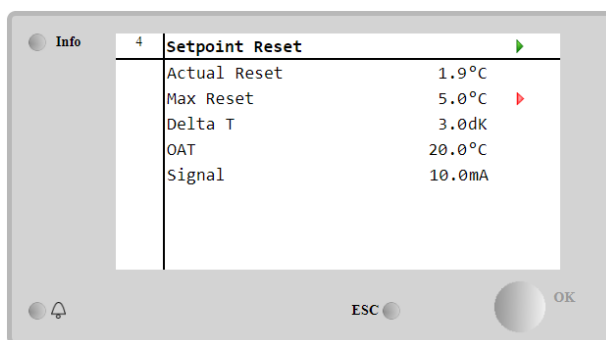 Info
4 Setpoint Reset
Actual Reset 1.9°C
Max Reset 5.0°C
Delta T 3.0dK
OAT 20.0°C
Signal 10.0mA
ESC OK